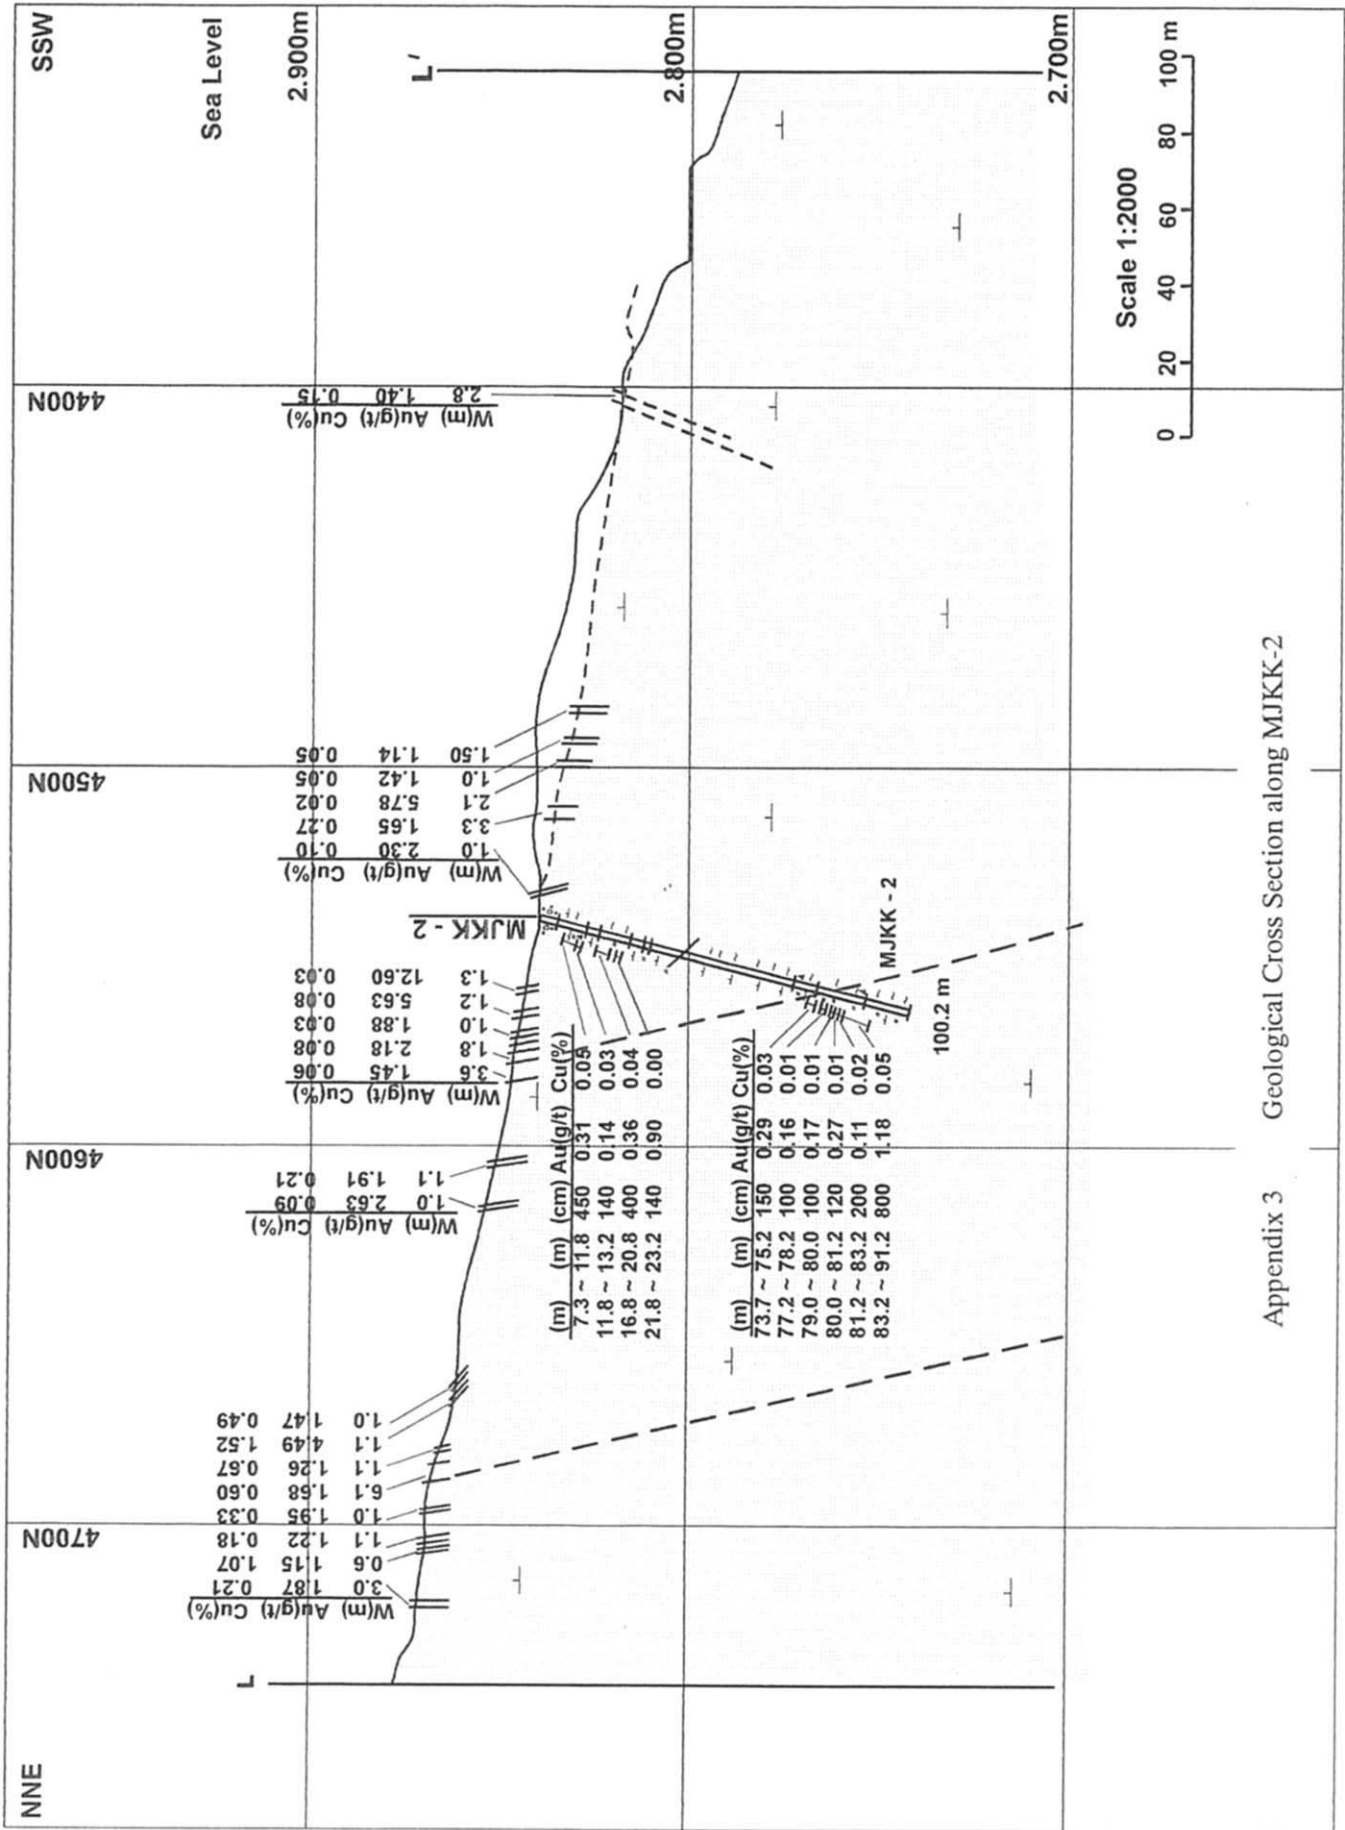 NNE
SSW
Sea Level
2.900m
2.800m
2.700m
L
L'
4700N
4600N
4500N
4400N
W(m) Au(g/t) Cu(%)
3.0 1.87 0.21
0.6 1.15 1.07
1.1 1.22 0.18
1.0 1.95 0.33
6.1 1.68 0.60
1.1 1.26 0.67
1.1 4.49 1.52
1.0 1.47 0.49
W(m) Au(g/t) Cu(%)
1.0 2.63 0.09
1.1 1.91 0.21
W(m) Au(g/t) Cu(%)
3.6 1.45 0.06
1.8 2.18 0.08
1.0 1.88 0.03
1.2 5.63 0.08
1.3 12.60 0.03
MJKK - 2
W(m) Au(g/t) Cu(%)
1.0 2.30 0.10
3.3 1.65 0.27
2.1 5.78 0.02
1.0 1.42 0.05
1.50 1.14 0.05
W(m) Au(g/t) Cu(%)
2.8 1.40 0.15
(m) (m) (cm) Au(g/t) Cu(%)
7.3 ~ 11.8 450 0.31 0.05
11.8 ~ 13.2 140 0.14 0.03
16.8 ~ 20.8 400 0.36 0.04
21.8 ~ 23.2 140 0.90 0.00
(m) (m) (cm) Au(g/t) Cu(%)
73.7 ~ 75.2 150 0.29 0.03
77.2 ~ 78.2 100 0.16 0.01
79.0 ~ 80.0 100 0.17 0.01
80.0 ~ 81.2 120 0.27 0.01
81.2 ~ 83.2 200 0.11 0.02
83.2 ~ 91.2 800 1.18 0.05
MJKK - 2
100.2 m
Scale 1:2000
0 20 40 60 80 100 m
Appendix 3 Geological Cross Section along MJKK-2